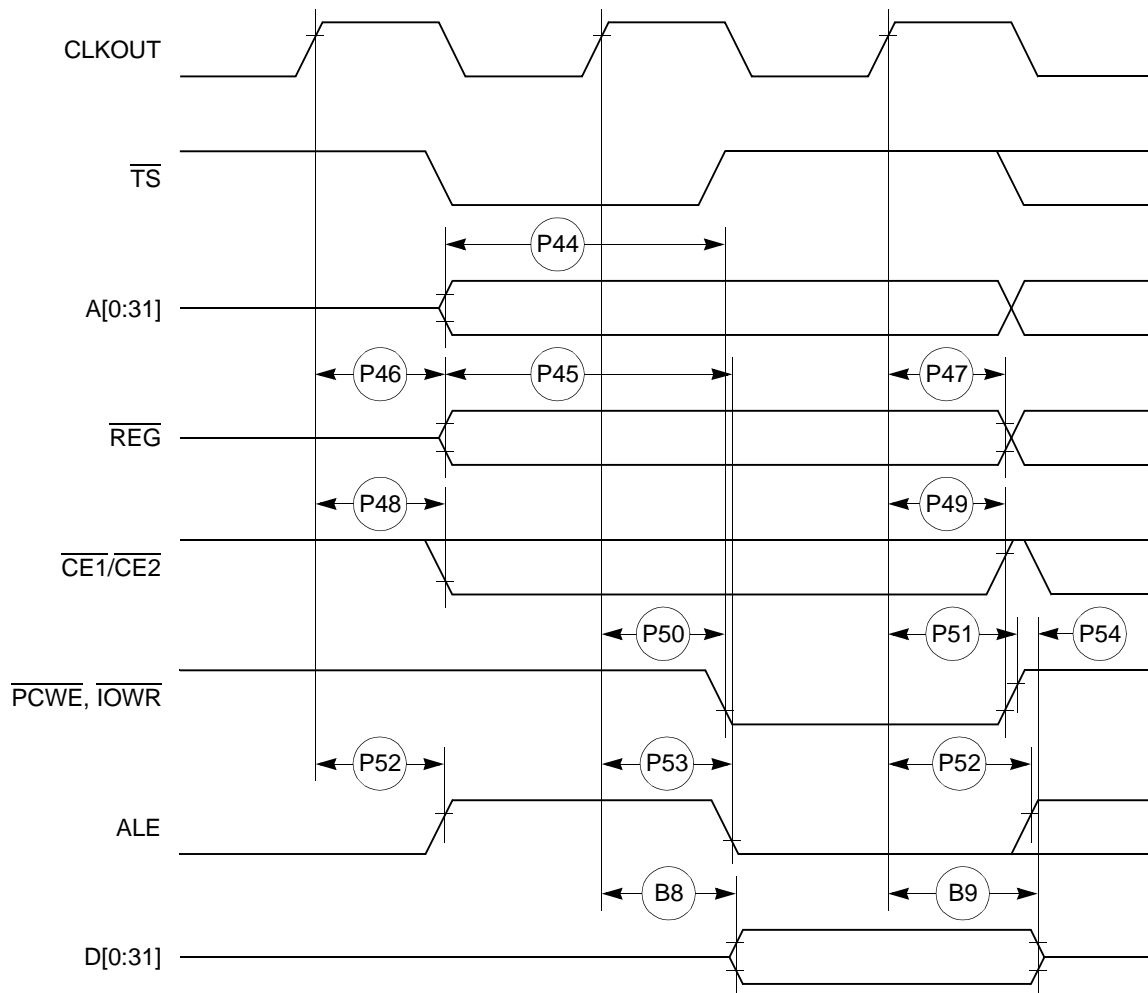 CLKOUT
TS
P44
A[0:31]
P46 P45 P47
REG
P48 P49
CE1/CE2
P50 P51 P54
PCWE, IOWR
P52 P53 P52
ALE
B8 B9
D[0:31]